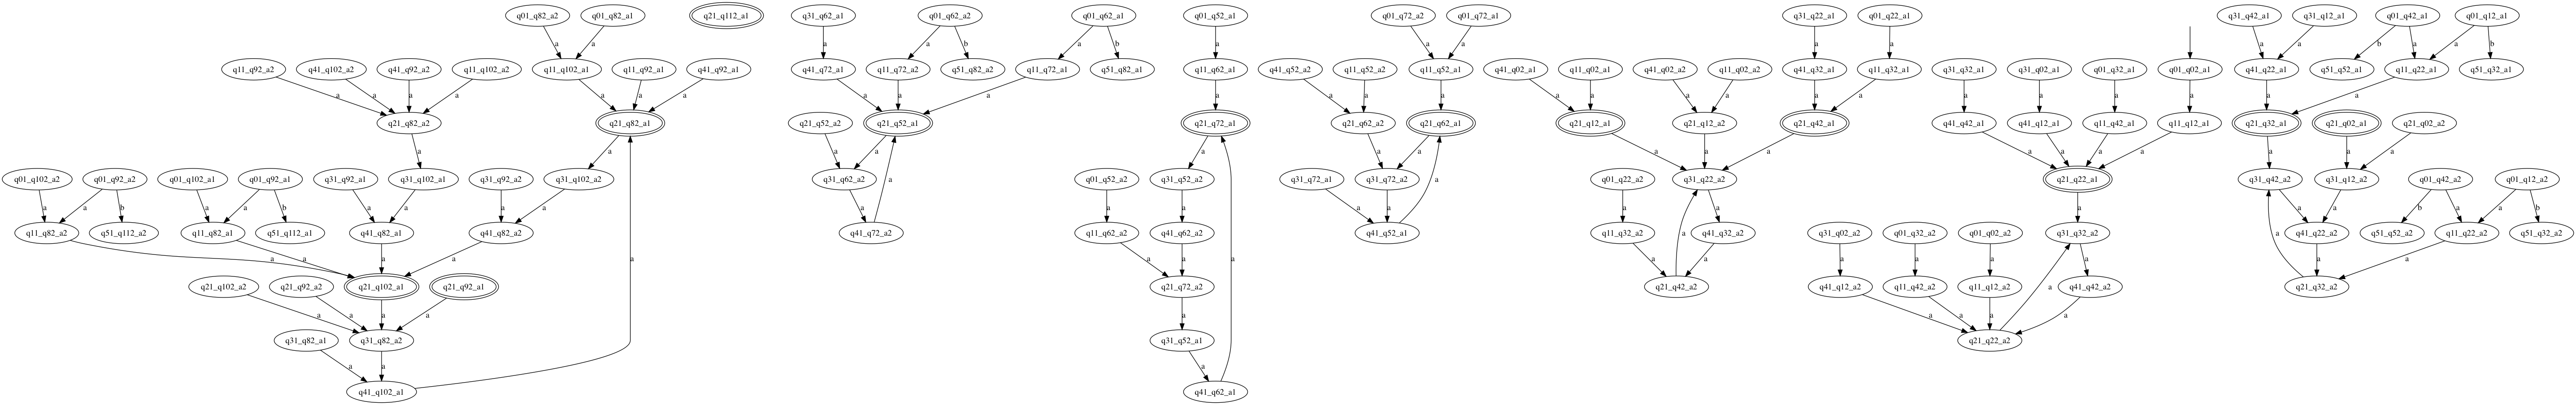 q01_q82_a2 q01_q82_a1 q21_q112_a1 q31_q62_a1 q01_q62_a2 q01_q62_a1 q01_q52_a1 q01_q72_a2 q01_q72_a1 q31_q22_a1 q01_q22_a1 q31_q42_a1 q31_q12_a1 q01_q42_a1 q01_q12_a1
a a a a b a b a a a a a a a b a a b
q11_q92_a2 q41_q102_a2 q41_q92_a2 q11_q102_a2 q11_q102_a1 q11_q92_a1 q41_q92_a1 q41_q72_a1 q11_q72_a2 q51_q82_a2 q11_q72_a1 q51_q82_a1 q11_q62_a1 q41_q52_a2 q11_q52_a2 q11_q52_a1 q41_q02_a1 q11_q02_a1 q41_q02_a2 q11_q02_a2 q41_q32_a1 q11_q32_a1 q31_q32_a1 q31_q02_a1 q01_q32_a1 q01_q02_a1 q41_q22_a1 q51_q52_a1 q11_q22_a1 q51_q32_a1
a a a a a a a a a a a a a a a a a a a a a a a a a a a
q21_q82_a2 q21_q82_a1 q21_q52_a2 q21_q52_a1 q21_q72_a1 q21_q62_a2 q21_q62_a1 q21_q12_a1 q21_q12_a2 q21_q42_a1 q41_q42_a1 q41_q12_a1 q11_q42_a1 q11_q12_a1 q21_q32_a1 q21_q02_a1 q21_q02_a2
a a a a a a a a a a a a a a a a a
q01_q102_a2 q01_q92_a2 q01_q102_a1 q01_q92_a1 q31_q92_a1 q31_q102_a1 q31_q92_a2 q31_q102_a2 q31_q62_a2 q01_q52_a2 q31_q52_a2 q31_q72_a1 q31_q72_a2 q01_q22_a2 q31_q22_a2 q21_q22_a1 q31_q42_a2 q31_q12_a2 q01_q42_a2 q01_q12_a2
a a b a a b a a a a a a a a a a a a a a a a b a a b
q11_q82_a2 q51_q112_a2 q11_q82_a1 q51_q112_a1 q41_q82_a1 q41_q82_a2 q41_q72_a2 q11_q62_a2 q41_q62_a2 q41_q52_a1 q11_q32_a2 q41_q32_a2 q31_q02_a2 q01_q32_a2 q01_q02_a2 q31_q32_a2 q41_q22_a2 q51_q52_a2 q11_q22_a2 q51_q32_a2
a a a a a a a a a a a a a a a a a a
q21_q102_a2 q21_q92_a2 q21_q102_a1 q21_q92_a1 q21_q72_a2 q21_q42_a2 q41_q12_a2 q11_q42_a2 q11_q12_a2 q41_q42_a2 q21_q32_a2
a a a a a a a a a
q31_q82_a1 q31_q82_a2 q31_q52_a1 q21_q22_a2
a a a
q41_q102_a1 q41_q62_a1